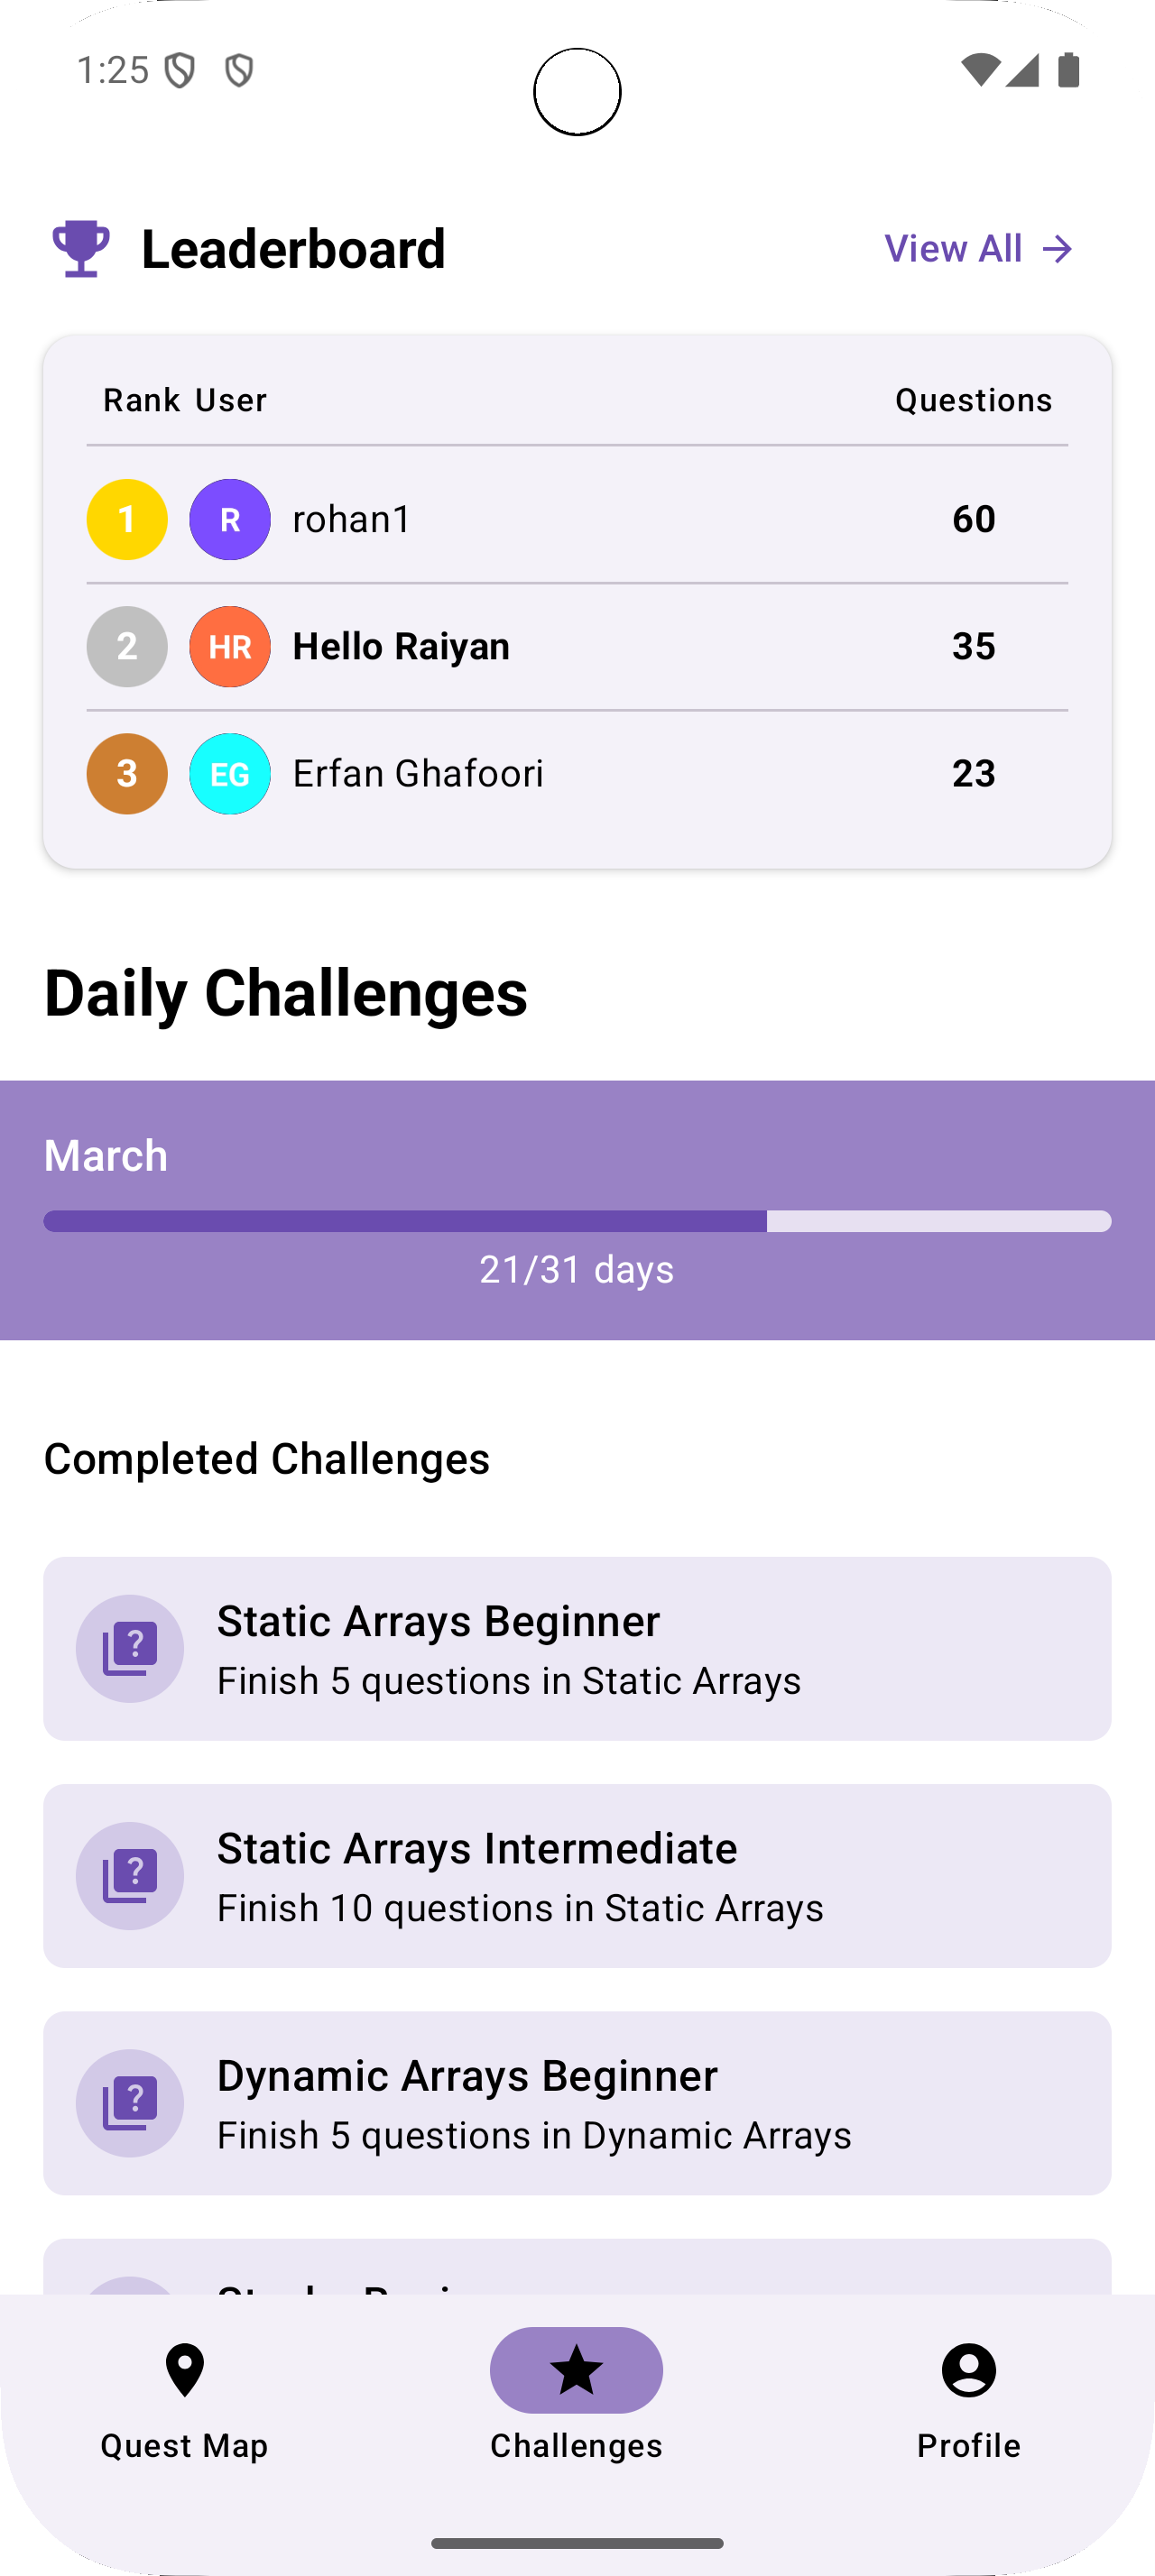 1:25
Leaderboard
View All
Rank User Questions
1 R rohan1 60
2 HR Hello Raiyan 35
3 EG Erfan Ghafoori 23
Daily Challenges
March
21/31 days
Completed Challenges
Static Arrays Beginner
Finish 5 questions in Static Arrays
Static Arrays Intermediate
Finish 10 questions in Static Arrays
Dynamic Arrays Beginner
Finish 5 questions in Dynamic Arrays
Quest Map Challenges Profile